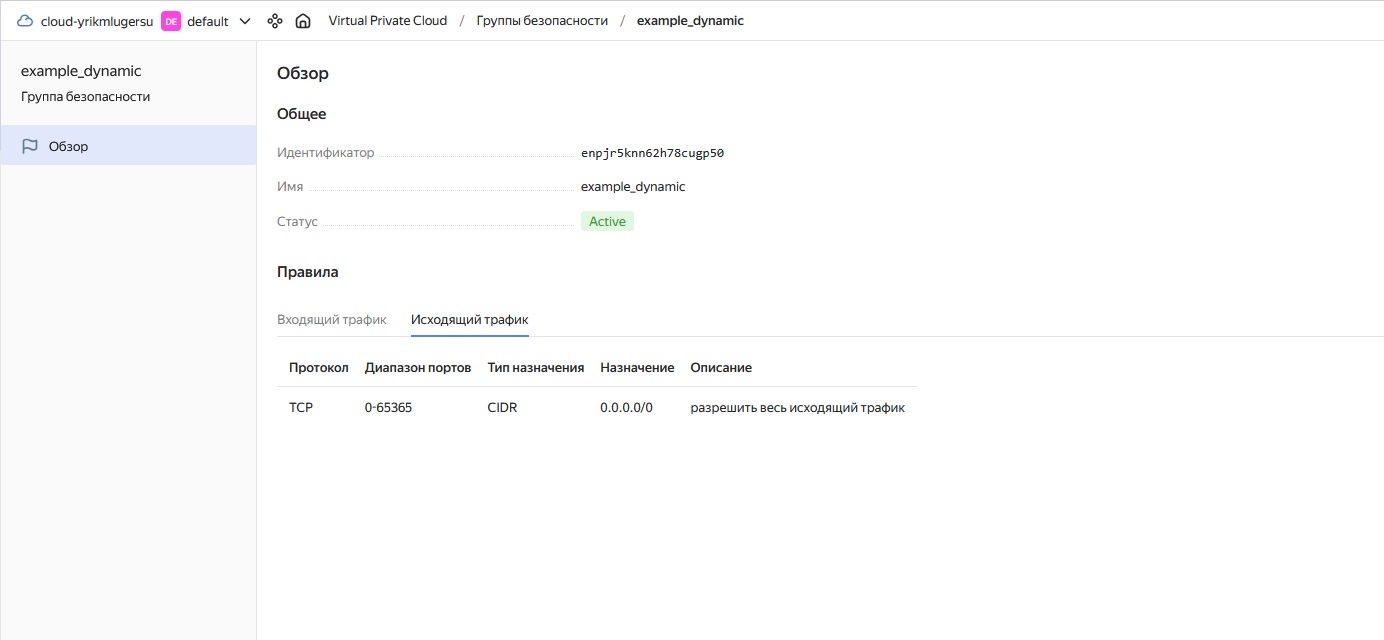 cloud-yrikmlugersu DE default Virtual Private Cloud / Группы безопасности / example_dynamic
example_dynamic
Группа безопасности
Обзор
Обзор
Общее
Идентификатор enpjr5knn62h78cugp50
Имя example_dynamic
Статус Active
Правила
Входящий трафик Исходящий трафик
Протокол Диапазон портов Тип назначения Назначение Описание
TCP 0-65365 CIDR 0.0.0.0/0 разрешить весь исходящий трафик